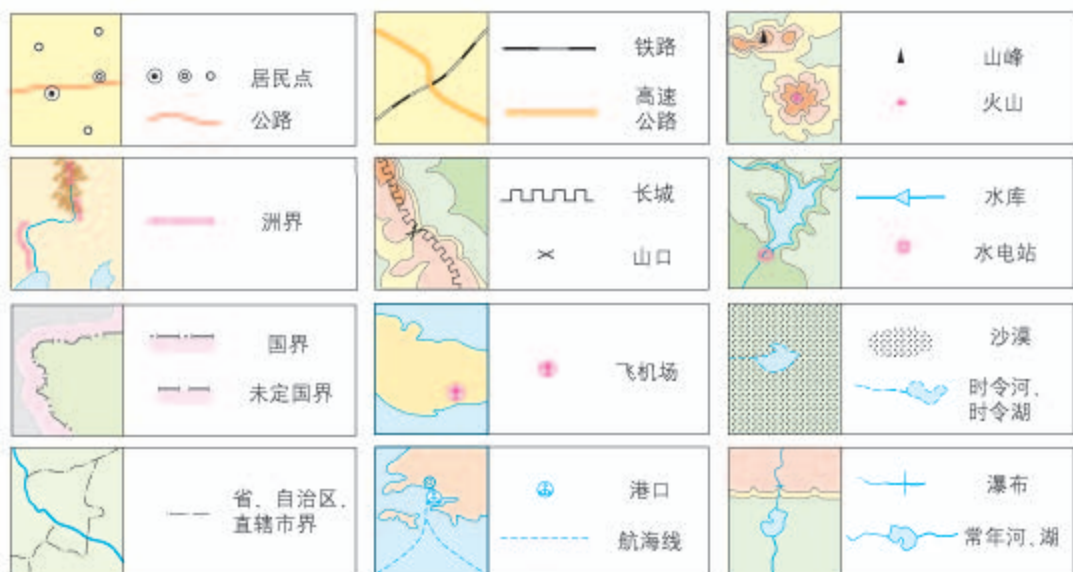 居民点
公路
铁路
高速
公路
山峰
火山
洲界
长城
山口
水库
水电站
国界
未定国界
飞机场
沙漠
时令河、
时令湖
省、自治区、
直辖市界
港口
航海线
瀑布
常年河、湖